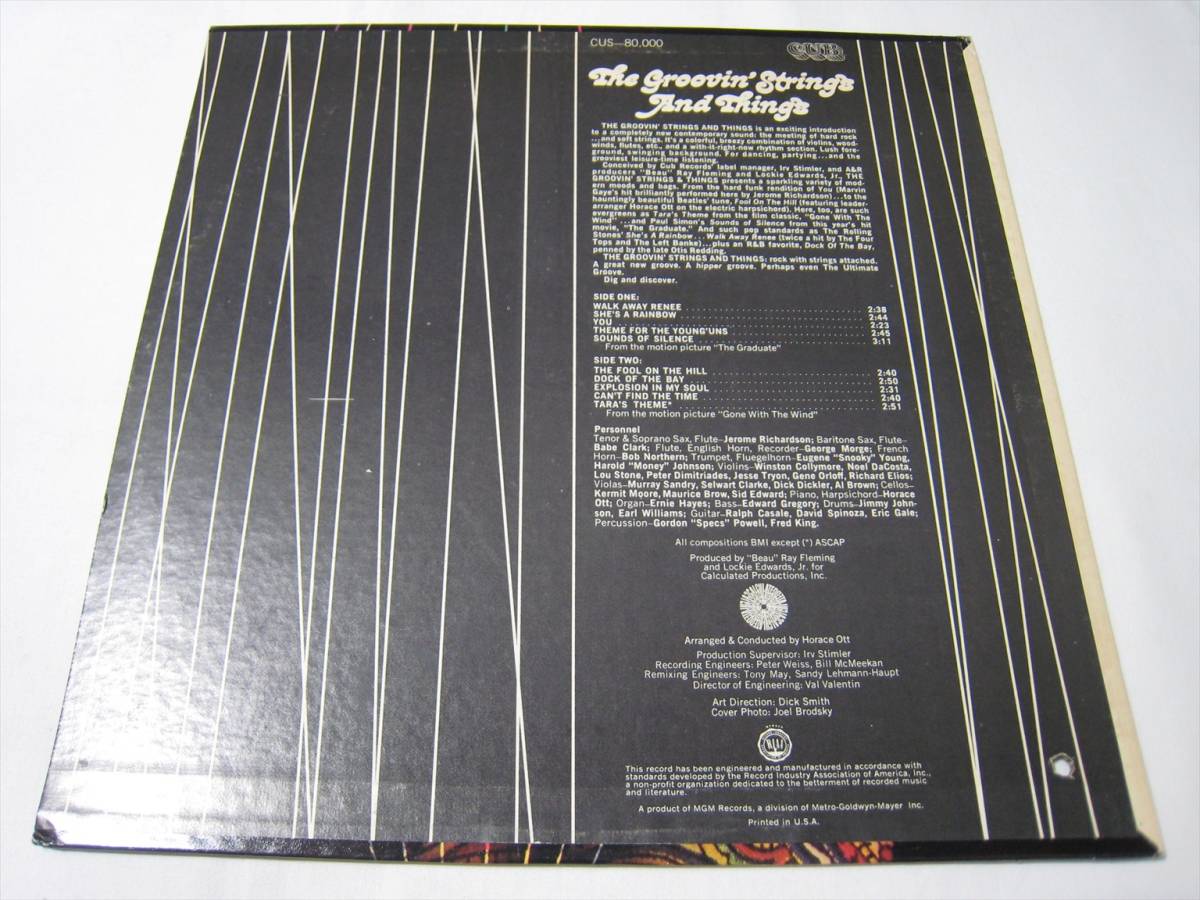 CUS—80,000
CUB
The Groovin' Strings
And Things
THE GROOVIN' STRINGS AND THINGS is an exciting introduction
to a completely new contemporary sound: the meeting of hard rock
...and soft strings. It's a colorful, breezy combination of violins, wood-
winds, flutes, etc., and a with-it-right-now rhythm section. Lush fore-
ground, swinging background. For dancing, partying...and the
grooviest leisure-time listening.
Conceived by Cub Records' label manager, Irv Stimler, and A&R
producers "Beau" Ray Fleming and Lockie Edwards, Jr., THE
GROOVIN' STRINGS & THINGS presents a sparkling variety of mod-
ern moods and bags. From the hard funk rendition of You (Marvin
Gaye's hit brilliantly performed here by Jerome Richardson)...to the
hauntingly beautiful Beatles' tune, Fool On The Hill (featuring leader-
arranger Horace Ott on the electric harpsichord). Here, too, are such
evergreens as Tara's Theme from the film classic, "Gone With The
Wind"...and Paul Simon's Sounds of Silence from this year's hit
movie, "The Graduate." And such pop standards as The Rolling
Stones' She's A Rainbow...Walk Away Renee (twice a hit by The Four
Tops and The Left Banke)...plus an R&B favorite, Dock Of The Bay,
penned by the late Otis Redding.
THE GROOVIN' STRINGS AND THINGS: rock with strings attached.
A great new groove. A hipper groove. Perhaps even The Ultimate
Groove.
Dig and discover.
SIDE ONE:
WALK AWAY RENEE 2:38
SHE'S A RAINBOW 2:44
YOU 2:23
THEME FOR THE YOUNG'UNS 2:45
SOUNDS OF SILENCE 3:11
From the motion picture "The Graduate"
SIDE TWO:
THE FOOL ON THE HILL 2:40
DOCK OF THE BAY 2:50
EXPLOSION IN MY SOUL 2:31
CAN'T FIND THE TIME 2:40
TARA'S THEME* 2:51
From the motion picture "Gone With The Wind"
Personnel
Tenor & Soprano Sax, Flute–Jerome Richardson; Baritone Sax, Flute–
Babe Clark; Flute, English Horn, Recorder–George Morge; French
Horn–Bob Northern; Trumpet, Fluegelhorn–Eugene "Snooky" Young,
Harold "Money" Johnson; Violins–Winston Collymore, Noel DaCosta,
Lou Stone, Peter Dimitriades, Jesse Tryon, Gene Orloff, Richard Elios;
Violas–Murray Sandry, Selwart Clarke, Dick Dickler, Al Brown; Cellos–
Kermit Moore, Maurice Brow, Sid Edward; Piano, Harpsichord–Horace
Ott; Organ–Ernie Hayes; Bass–Edward Gregory; Drums–Jimmy John-
son, Earl Williams; Guitar–Ralph Casale, David Spinoza, Eric Gale;
Percussion–Gordon "Specs" Powell, Fred King.
All compositions BMI except (*) ASCAP
Produced by "Beau" Ray Fleming
and Lockie Edwards, Jr. for
Calculated Productions, Inc.
Arranged & Conducted by Horace Ott
Production Supervisor: Irv Stimler
Recording Engineers: Peter Weiss, Bill McMeekan
Remixing Engineers: Tony May, Sandy Lehmann-Haupt
Director of Engineering: Val Valentin
Art Direction: Dick Smith
Cover Photo: Joel Brodsky
This record has been engineered and manufactured in accordance with
standards developed by the Record Industry Association of America, Inc.,
a non-profit organization dedicated to the betterment of recorded music
and literature.
A product of MGM Records, a division of Metro-Goldwyn-Mayer Inc.
Printed in U.S.A.